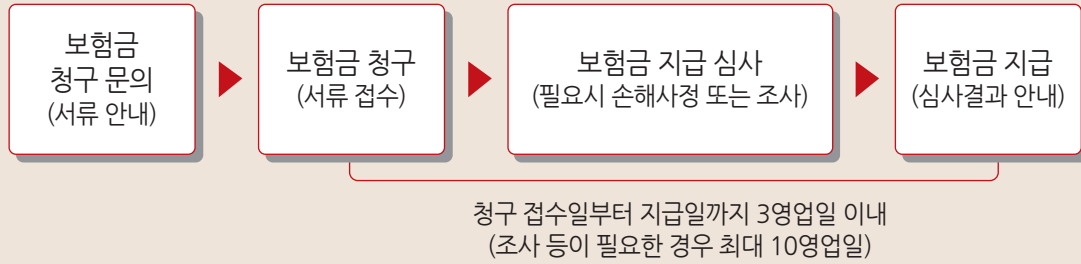 보험금
청구 문의
(서류 안내)
보험금 청구
(서류 접수)
보험금 지급 심사
(필요시 손해사정 또는 조사)
보험금 지급
(심사결과 안내)
청구 접수일부터 지급일까지 3영업일 이내
(조사 등이 필요한 경우 최대 10영업일)